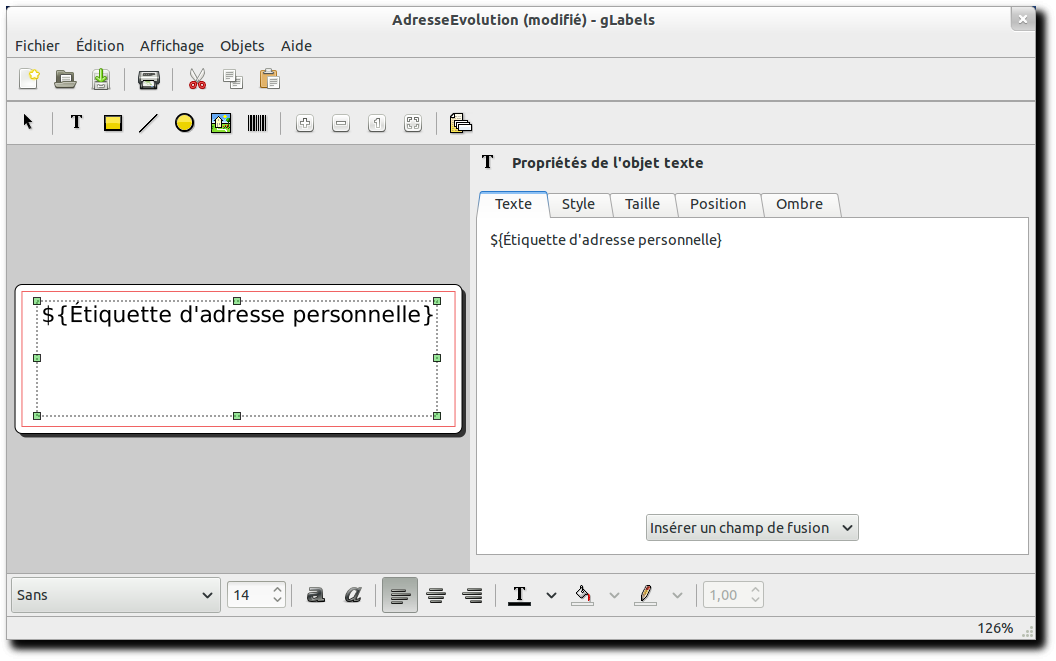 AdresseEvolution (modifié) - gLabels
Fichier Édition Affichage Objets Aide
T
1
T Propriétés de l'objet texte
Texte Style Taille Position Ombre
${Étiquette d'adresse personnelle}
${Étiquette d'adresse personnelle}
Insérer un champ de fusion
Sans 14 a a T 1,00
126%